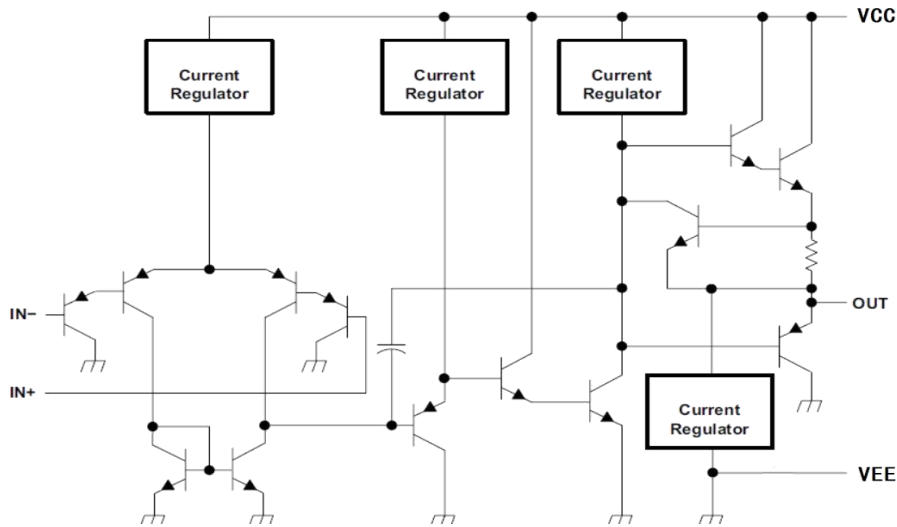 VCC
Current
Regulator
Current
Regulator
Current
Regulator
IN−
OUT
IN+
Current
Regulator
VEE